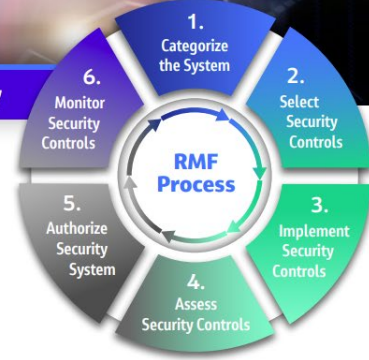 1.
Categorize
the System
2.
Select
Security
Controls
3.
Implement
Security
Controls
4.
Assess
Security Controls
5.
Authorize
Security
System
6.
Monitor
Security
Controls
RMF
Process